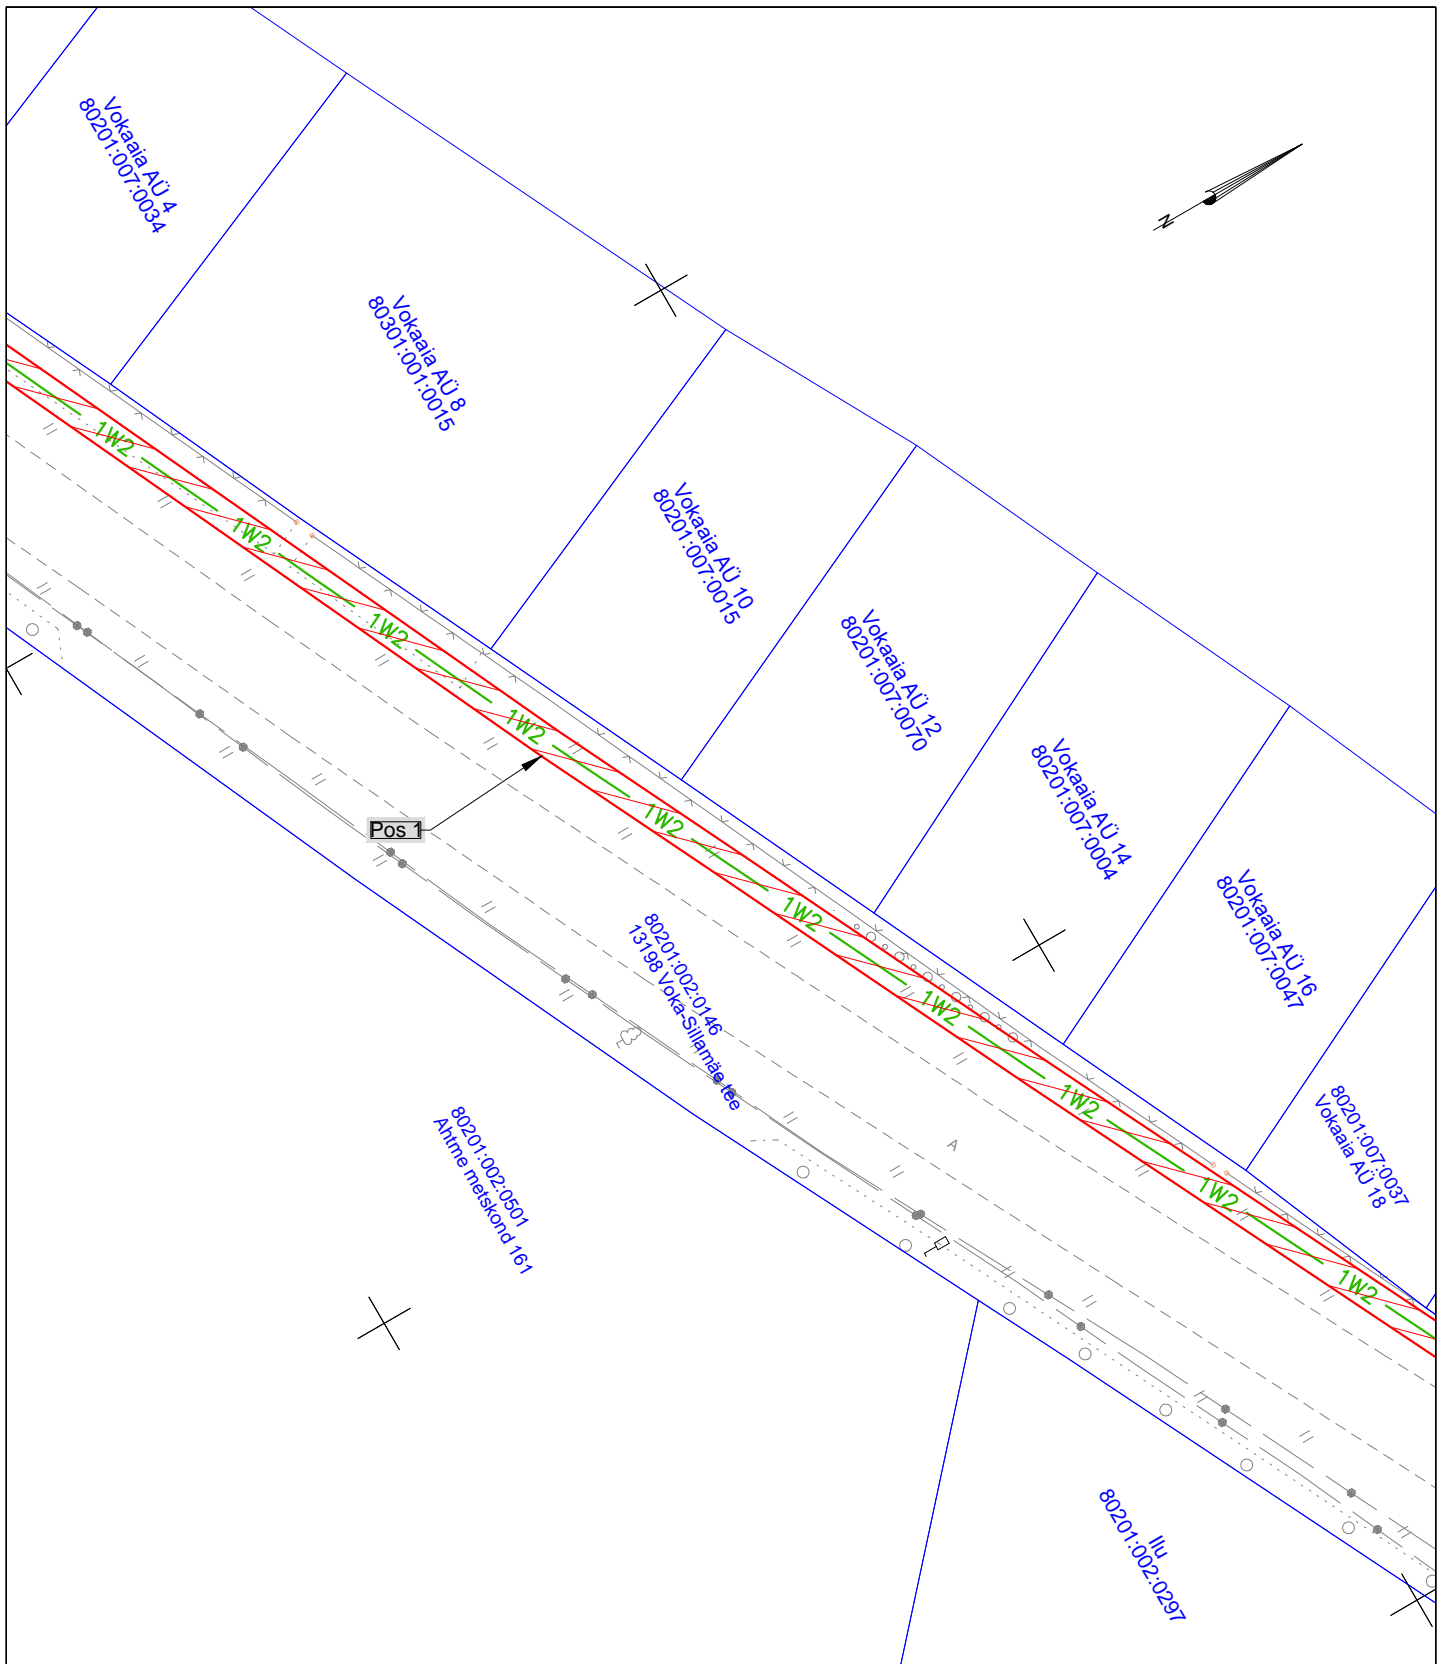 Vokaaia AÜ 4
80201:007:0034
N
Vokaaia AÜ 8
80301:001:0015
1W2
Vokaaia AÜ 10
80201:007:0015
1W2
1W2
Vokaaia AÜ 12
80201:007:0070
1W2
Vokaaia AÜ 14
80201:007:0004
Pos 1
1W2
Vokaaia AÜ 16
80201:007:0047
1W2
80201:002:0146
13198 Voka-Sillamäe tee
1W2
1W2
80201:007:0037
Vokaaia AÜ 18
A
80201:002:0501
Ahtme metskond 161
1W2
1W2
Ilu
80201:002:0297